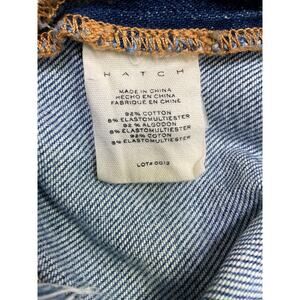 HATCH
MADE IN CHINA
HECHO EN CHINA
FABRIQUE EN CHINE
92% COTTON
8% ELASTOMULTIESTER
92 % ALGODON
8% ELASTOMULTIESTER
92% COTON
8% ELASTOMULTIESTER
LOT# 0013